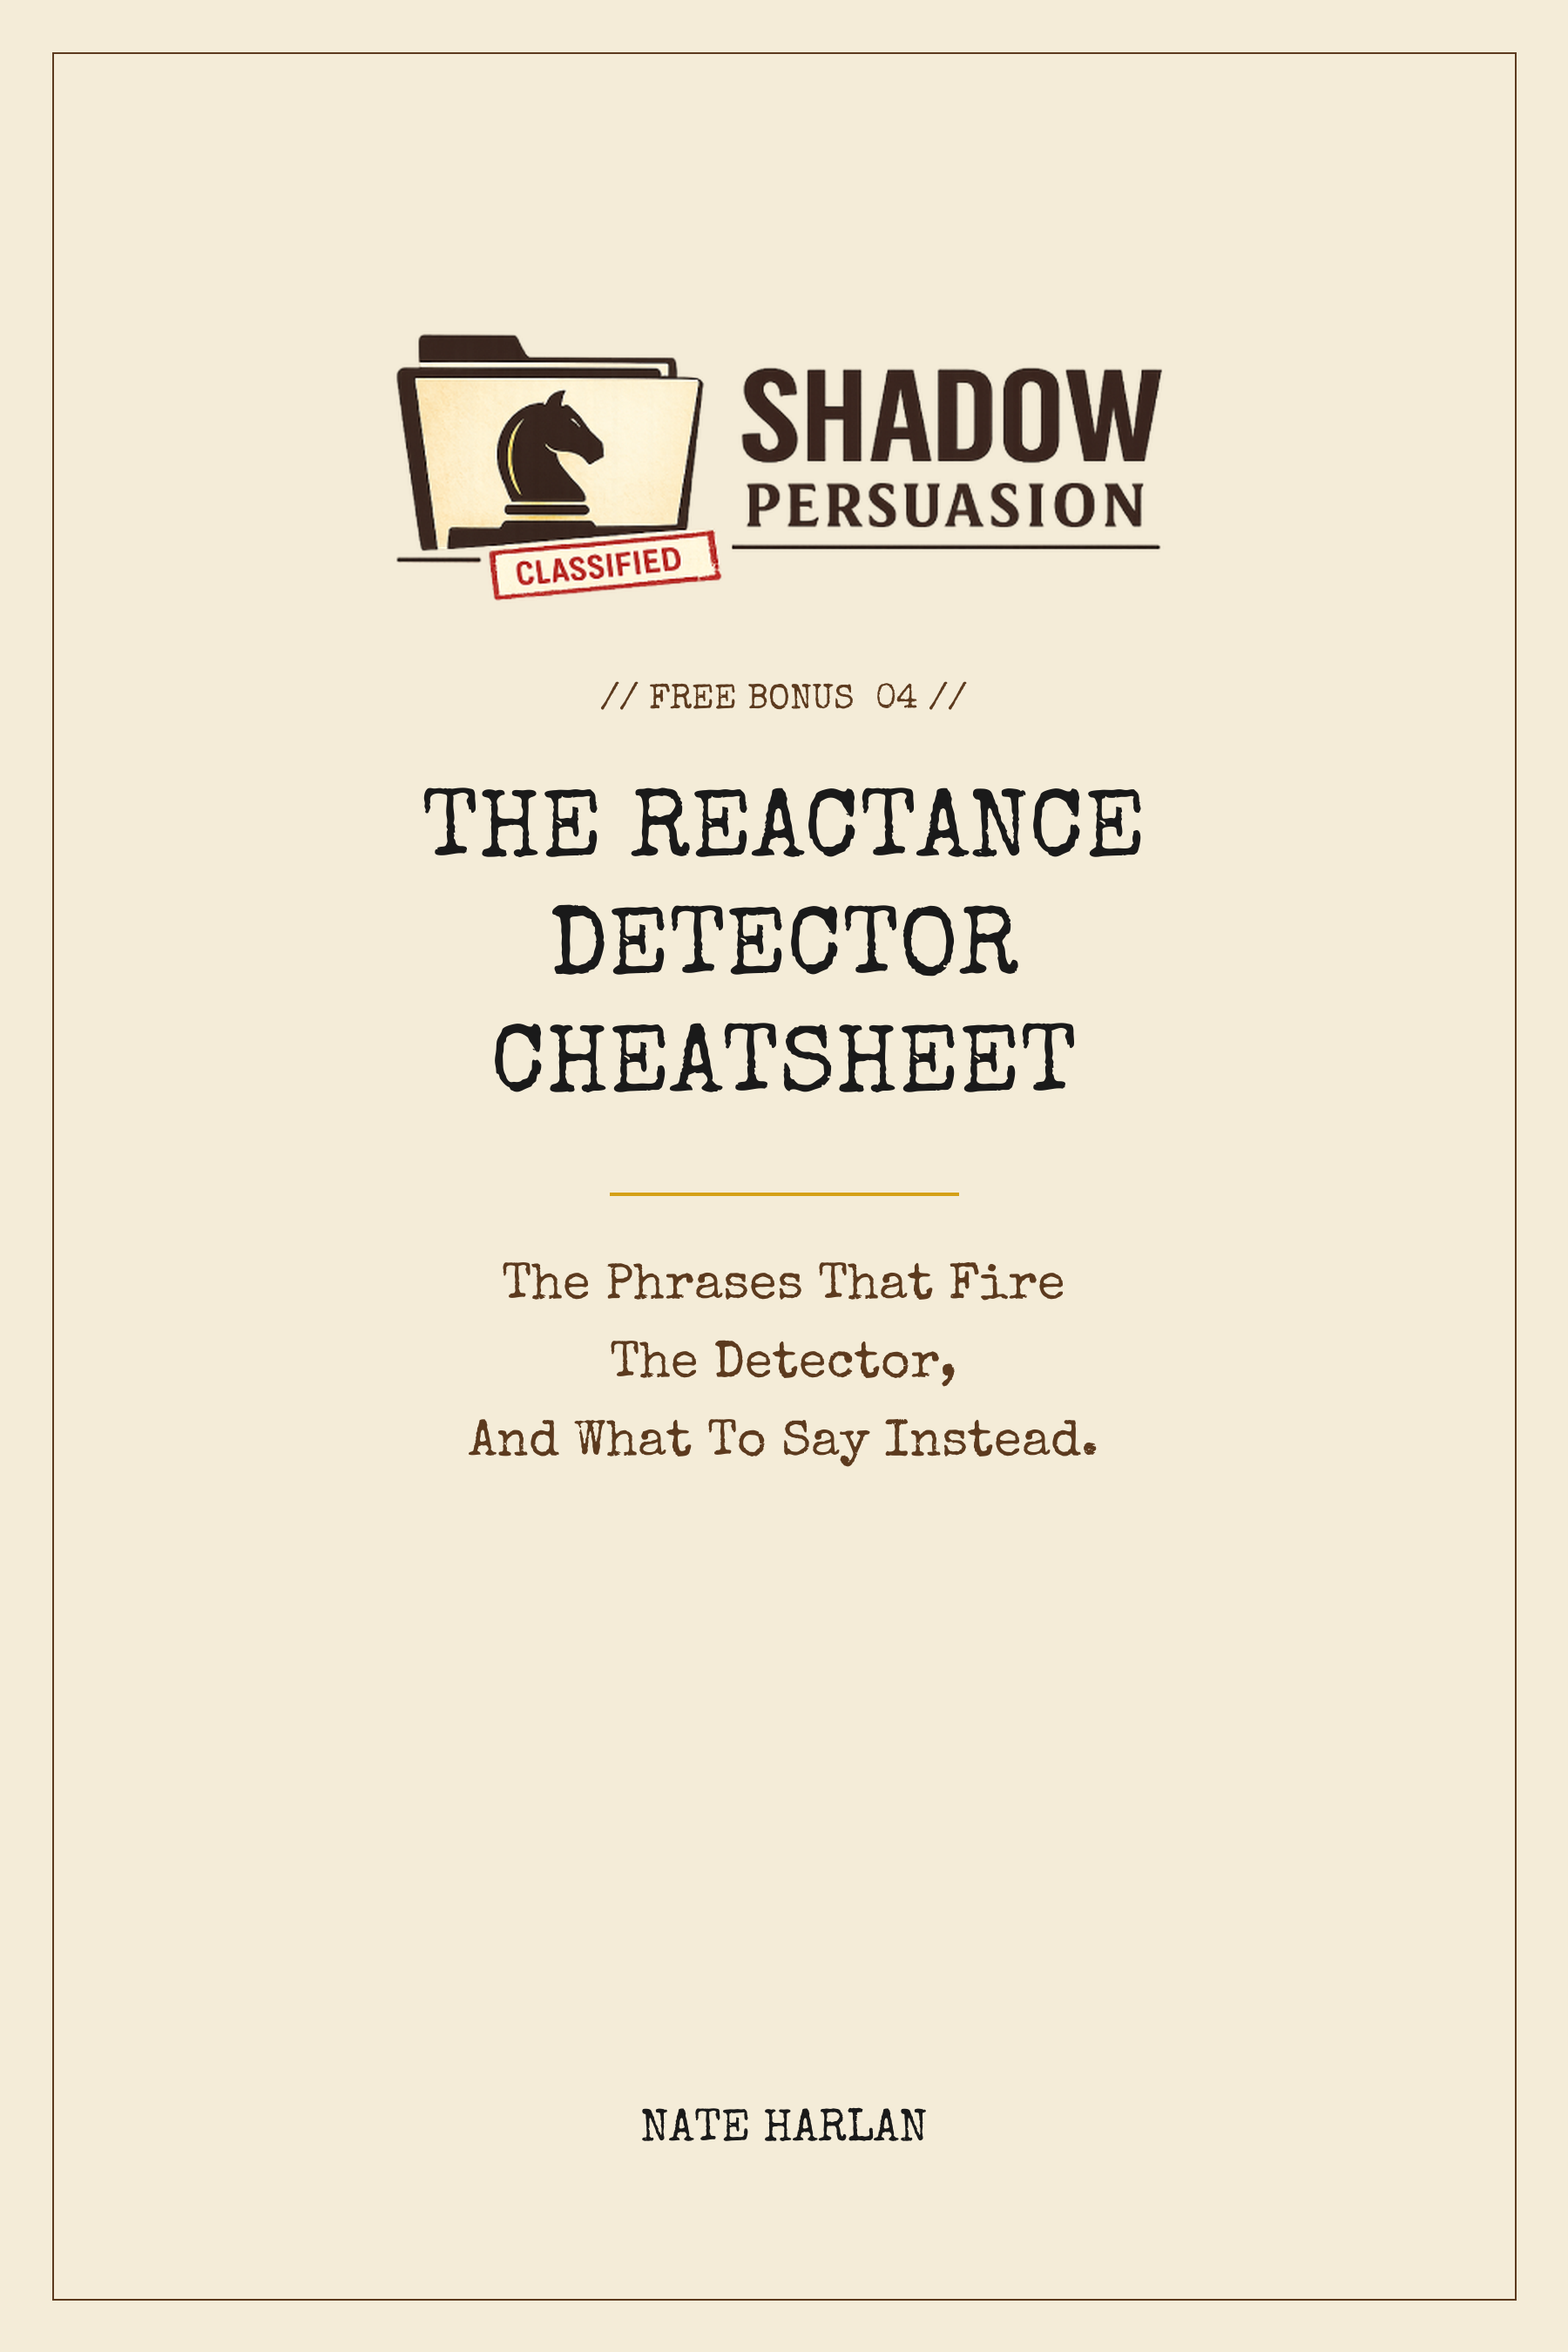 SHADOW
PERSUASION
CLASSIFIED
// FREE BONUS 04 //
THE REACTANCE
DETECTOR
CHEATSHEET
The Phrases That Fire
The Detector,
And What To Say Instead.
NATE HARLAN